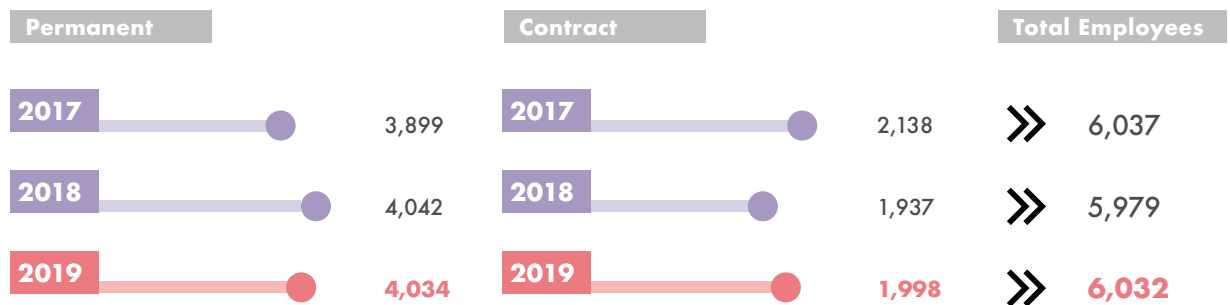 Permanent Contract Total Employees
2017 3,899 2017 2,138 6,037
2018 4,042 2018 1,937 5,979
2019 4,034 2019 1,998 6,032